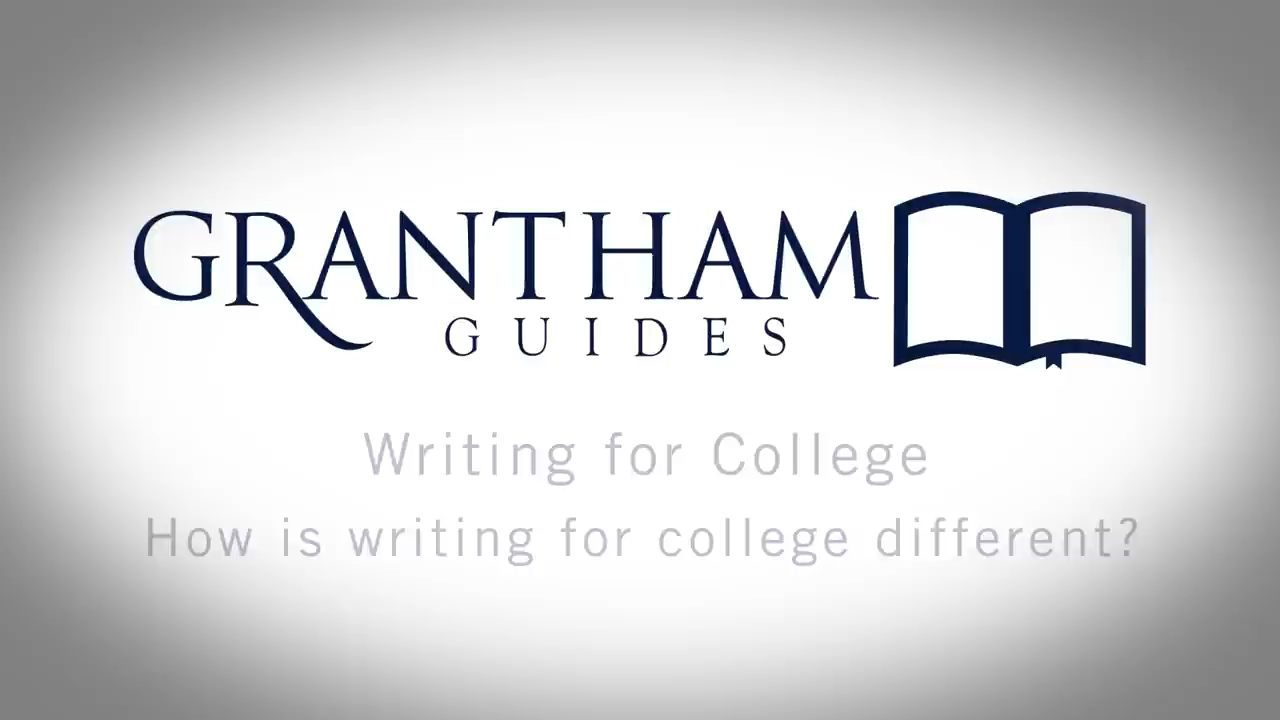 GRANTHAM
GUIDES
Writing for College
How is writing for college different?